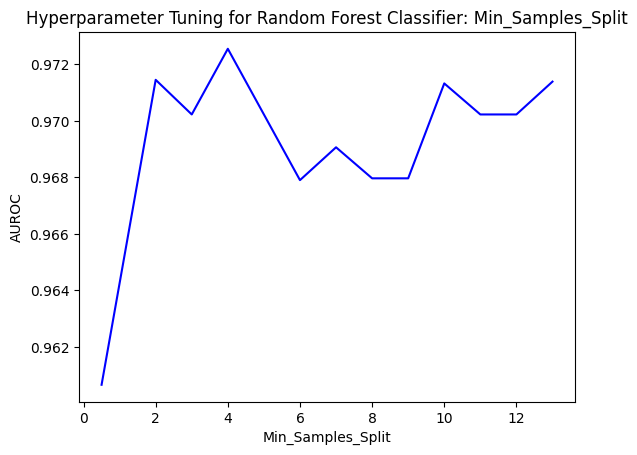 Hyperparameter Tuning for Random Forest Classifier: Min_Samples_Split
0.972
0.970
0.968
0.966
0.964
0.962
AUROC
0 2 4 6 8 10 12
Min_Samples_Split